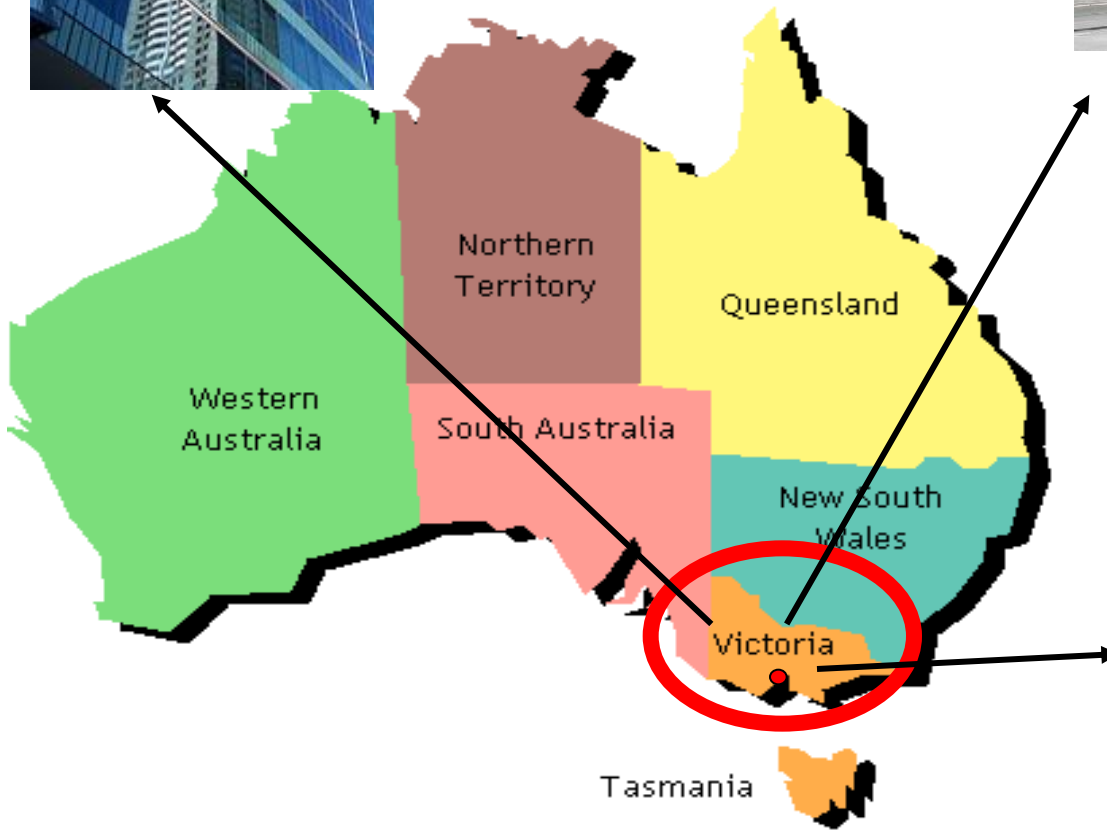 Northern
Territory
Queensland
Western
Australia
South Australia
New South
Wales
Victoria
Tasmania